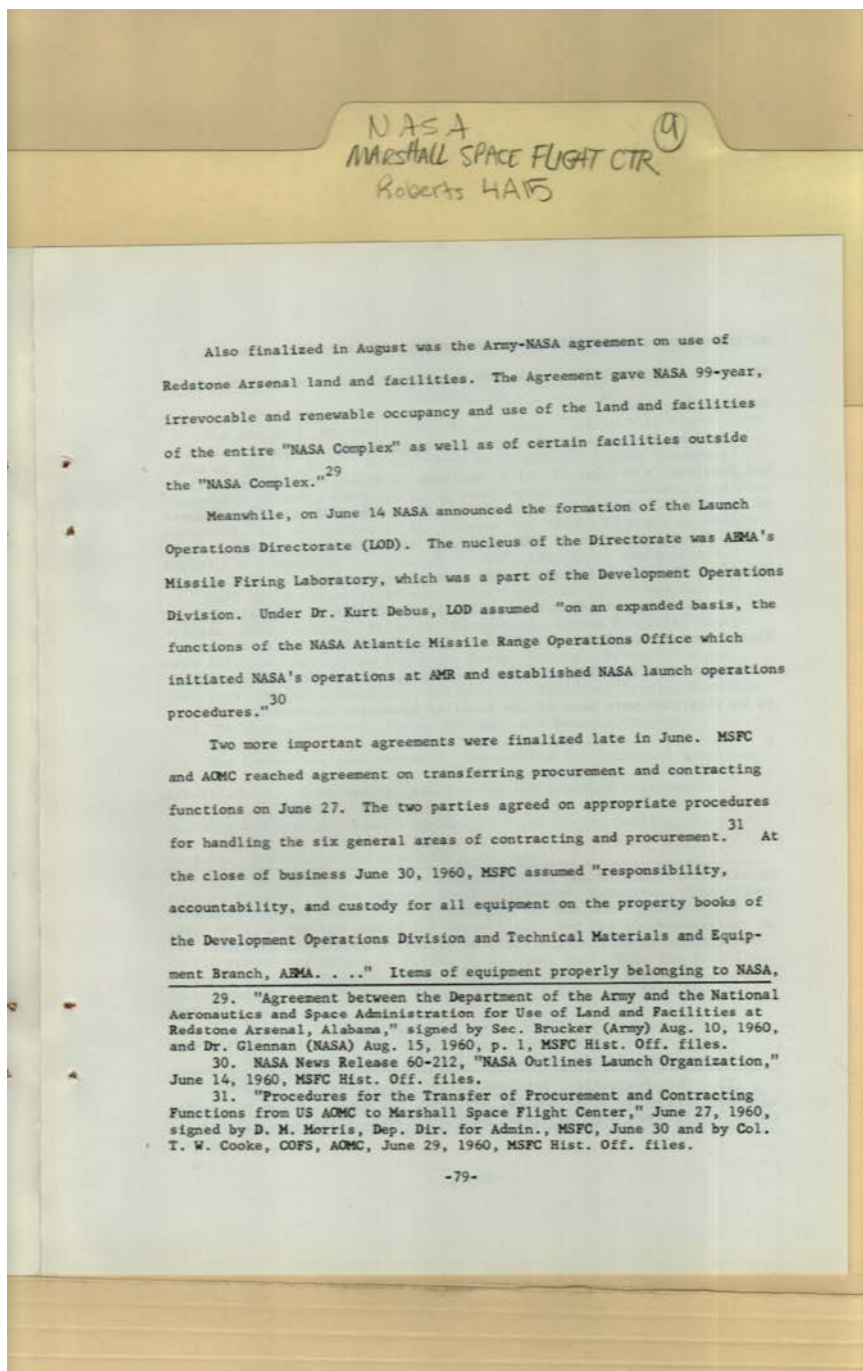 NASA 9
MARSHALL SPACE FLIGHT CTR
Roberts 4A15
Also finalized in August was the Army-NASA agreement on use of
Redstone Arsenal land and facilities. The Agreement gave NASA 99-year,
irrevocable and renewable occupancy and use of the land and facilities
of the entire "NASA Complex" as well as of certain facilities outside
the "NASA Complex."29
Meanwhile, on June 14 NASA announced the formation of the Launch
Operations Directorate (LOD). The nucleus of the Directorate was ABMA's
Missile Firing Laboratory, which was a part of the Development Operations
Division. Under Dr. Kurt Debus, LOD assumed "on an expanded basis, the
functions of the NASA Atlantic Missile Range Operations Office which
initiated NASA's operations at AMR and established NASA launch operations
procedures."30
Two more important agreements were finalized late in June. MSFC
and AOMC reached agreement on transferring procurement and contracting
functions on June 27. The two parties agreed on appropriate procedures
for handling the six general areas of contracting and procurement.31 At
the close of business June 30, 1960, MSFC assumed "responsibility,
accountability, and custody for all equipment on the property books of
the Development Operations Division and Technical Materials and Equip-
ment Branch, ABMA. . . ." Items of equipment properly belonging to NASA,
29. "Agreement between the Department of the Army and the National
Aeronautics and Space Administration for Use of Land and Facilities at
Redstone Arsenal, Alabama," signed by Sec. Brucker (Army) Aug. 10, 1960,
and Dr. Glennan (NASA) Aug. 15, 1960, p. 1, MSFC Hist. Off. files.
30. NASA News Release 60-212, "NASA Outlines Launch Organization,"
June 14, 1960, MSFC Hist. Off. files.
31. "Procedures for the Transfer of Procurement and Contracting
Functions from US AOMC to Marshall Space Flight Center," June 27, 1960,
signed by D. M. Morris, Dep. Dir. for Admin., MSFC, June 30 and by Col.
T. W. Cooke, COFS, AOMC, June 29, 1960, MSFC Hist. Off. files.
-79-